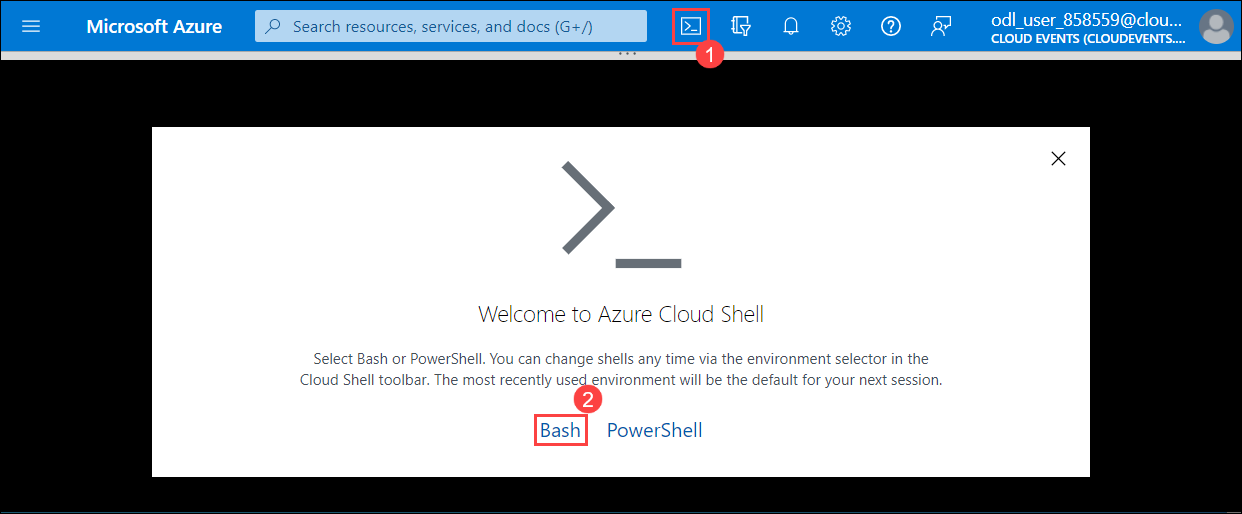 Microsoft Azure
Search resources, services, and docs (G+/)
odl_user_858559@clou...
CLOUD EVENTS (CLOUDEVENTS....
1
Welcome to Azure Cloud Shell
Select Bash or PowerShell. You can change shells any time via the environment selector in the
Cloud Shell toolbar. The most recently used environment will be the default for your next session.
2
Bash PowerShell